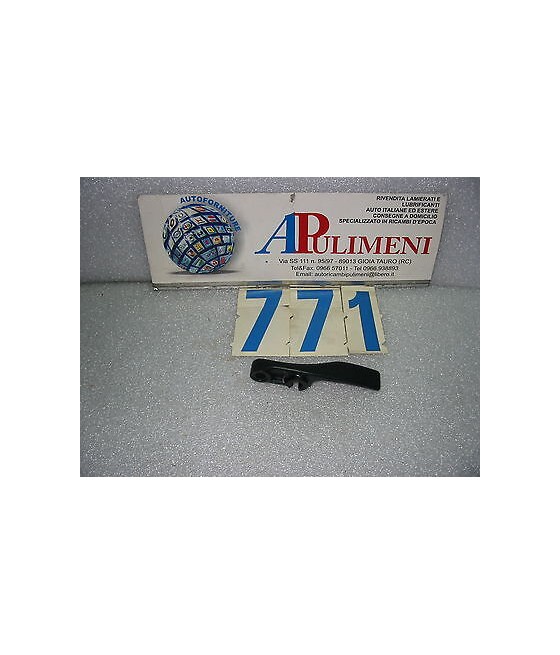 AUTOFORNITURE
RIVENDITA LAMIERATI E
LUBRIFICANTI
AUTO ITALIANE ED ESTERE
CONSEGNE A DOMICILIO
SPECIALIZZATO IN RICAMBI D'EPOCA
APULIMENI
Via SS 111 n. 95/97 - 89013 GIOIA TAURO (RC)
Tel&Fax. 0966 57011 - Tel 0966.938893
Email: autoricambipulimeni@libero.it
771